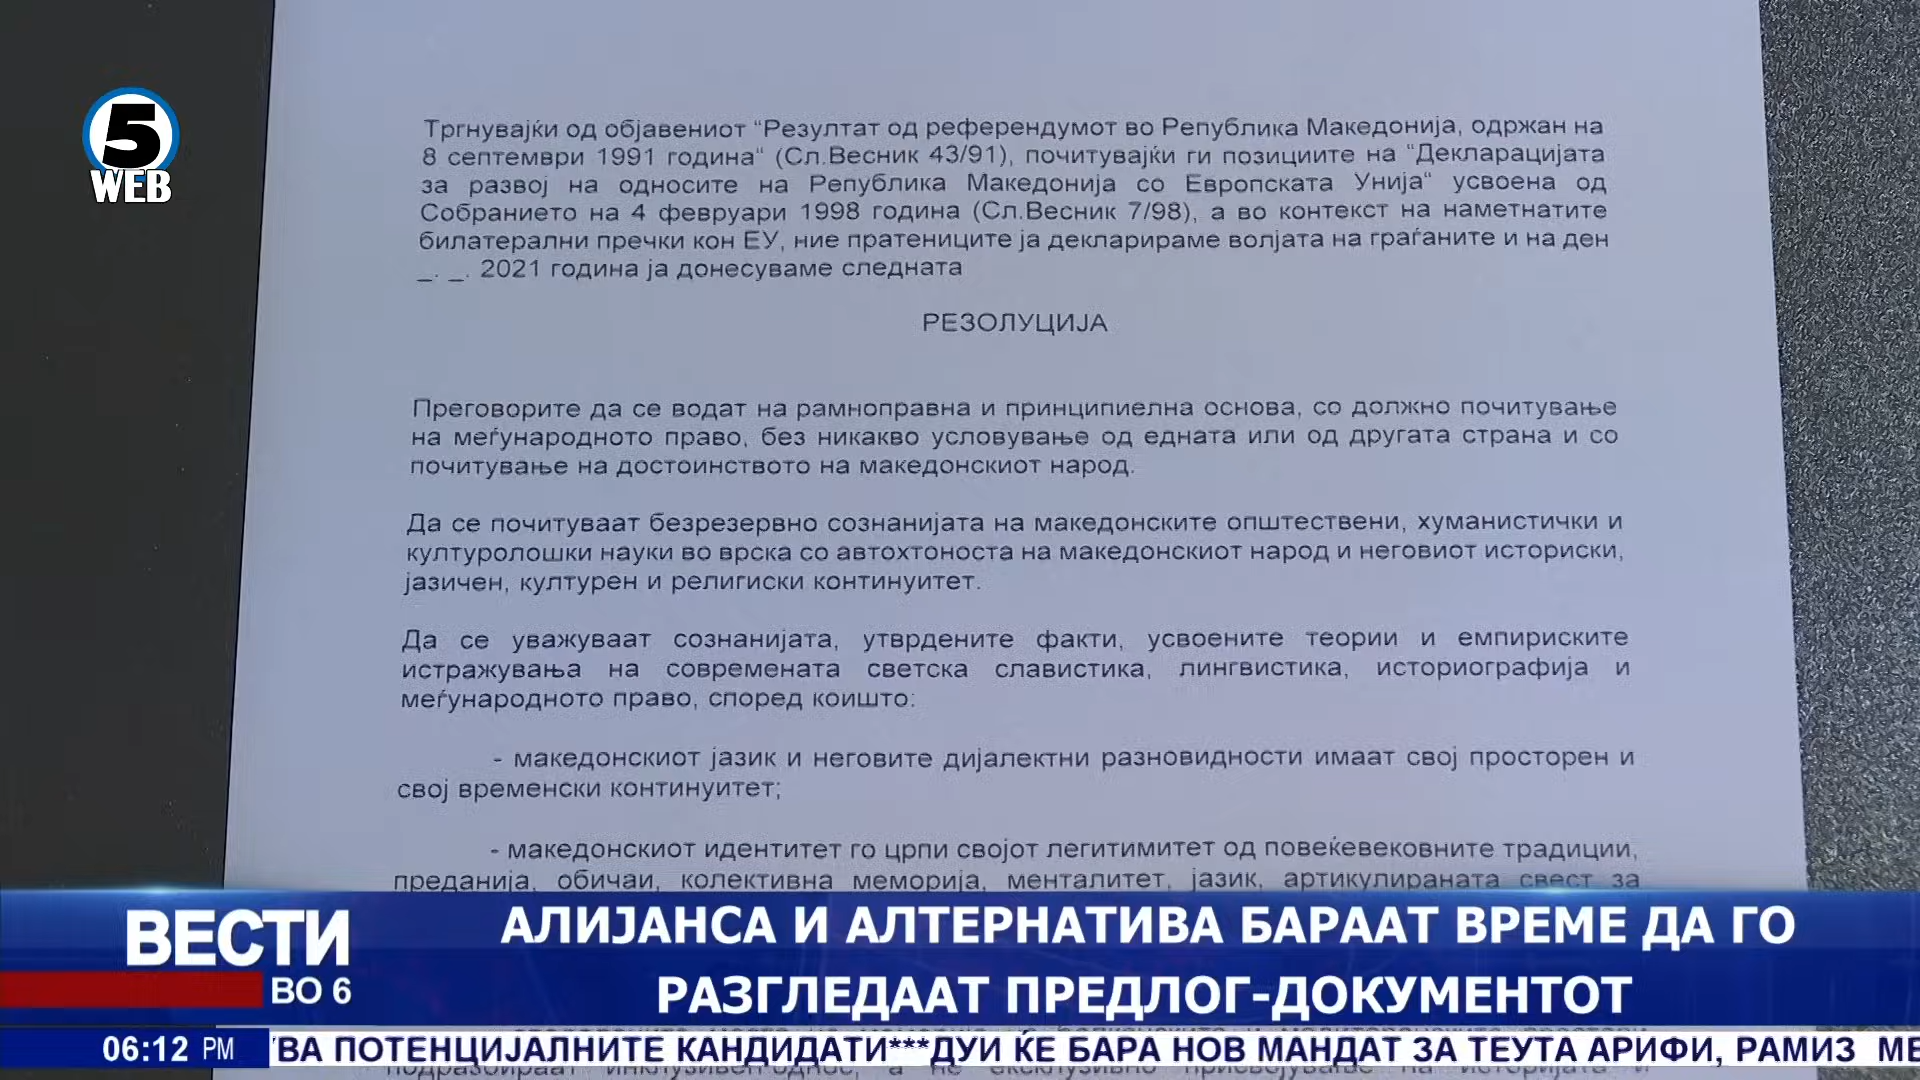 5
WEB
Тргнувајќи од објавениот “Резултат од референдумот во Република Македонија, одржан на
8 септември 1991 година“ (Сл.Весник 43/91), почитувајќи ги позициите на “Декларацијата
за развој на односите на Република Македонија со Европската Унија“ усвоена од
Собранието на 4 февруари 1998 година (Сл.Весник 7/98), а во контекст на наметнатите
билатерални пречки кон ЕУ, ние пратениците ја декларираме волјата на граѓаните и на ден
_. _. 2021 година ја донесуваме следната
РЕЗОЛУЦИЈА
Преговорите да се водат на рамноправна и принципиелна основа, со должно почитување
на меѓународното право, без никакво условување од едната или од другата страна и со
почитување на достоинството на македонскиот народ.
Да се почитуваат безрезервно сознанијата на македонските општествени, хуманистички и
културолошки науки во врска со автохтоноста на македонскиот народ и неговиот историски,
јазичен, културен и религиски континуитет.
Да се уважуваат сознанијата, утврдените факти, усвоените теории и емпириските
истражувања на современата светска славистика, лингвистика, историографија и
меѓународното право, според коишто:
- македонскиот јазик и неговите дијалектни разновидности имаат свој просторен и
свој временски континуитет;
- македонскиот идентитет го црпи својот легитимитет од повеќевековните традиции,
преданија, обичаи, колективна меморија, менталитет, јазик, артикулираната свест за
ВЕСТИ
ВО 6
АЛИЈАНСА И АЛТЕРНАТИВА БАРААТ ВРЕМЕ ДА ГО
РАЗГЛЕДААТ ПРЕДЛОГ-ДОКУМЕНТОТ
06:12 PM
ВА ПОТЕНЦИЈАЛНИТЕ КАНДИДАТИ***ДУИ ЌЕ БАРА НОВ МАНДАТ ЗА ТЕУТА АРИФИ, РАМИЗ МЕ